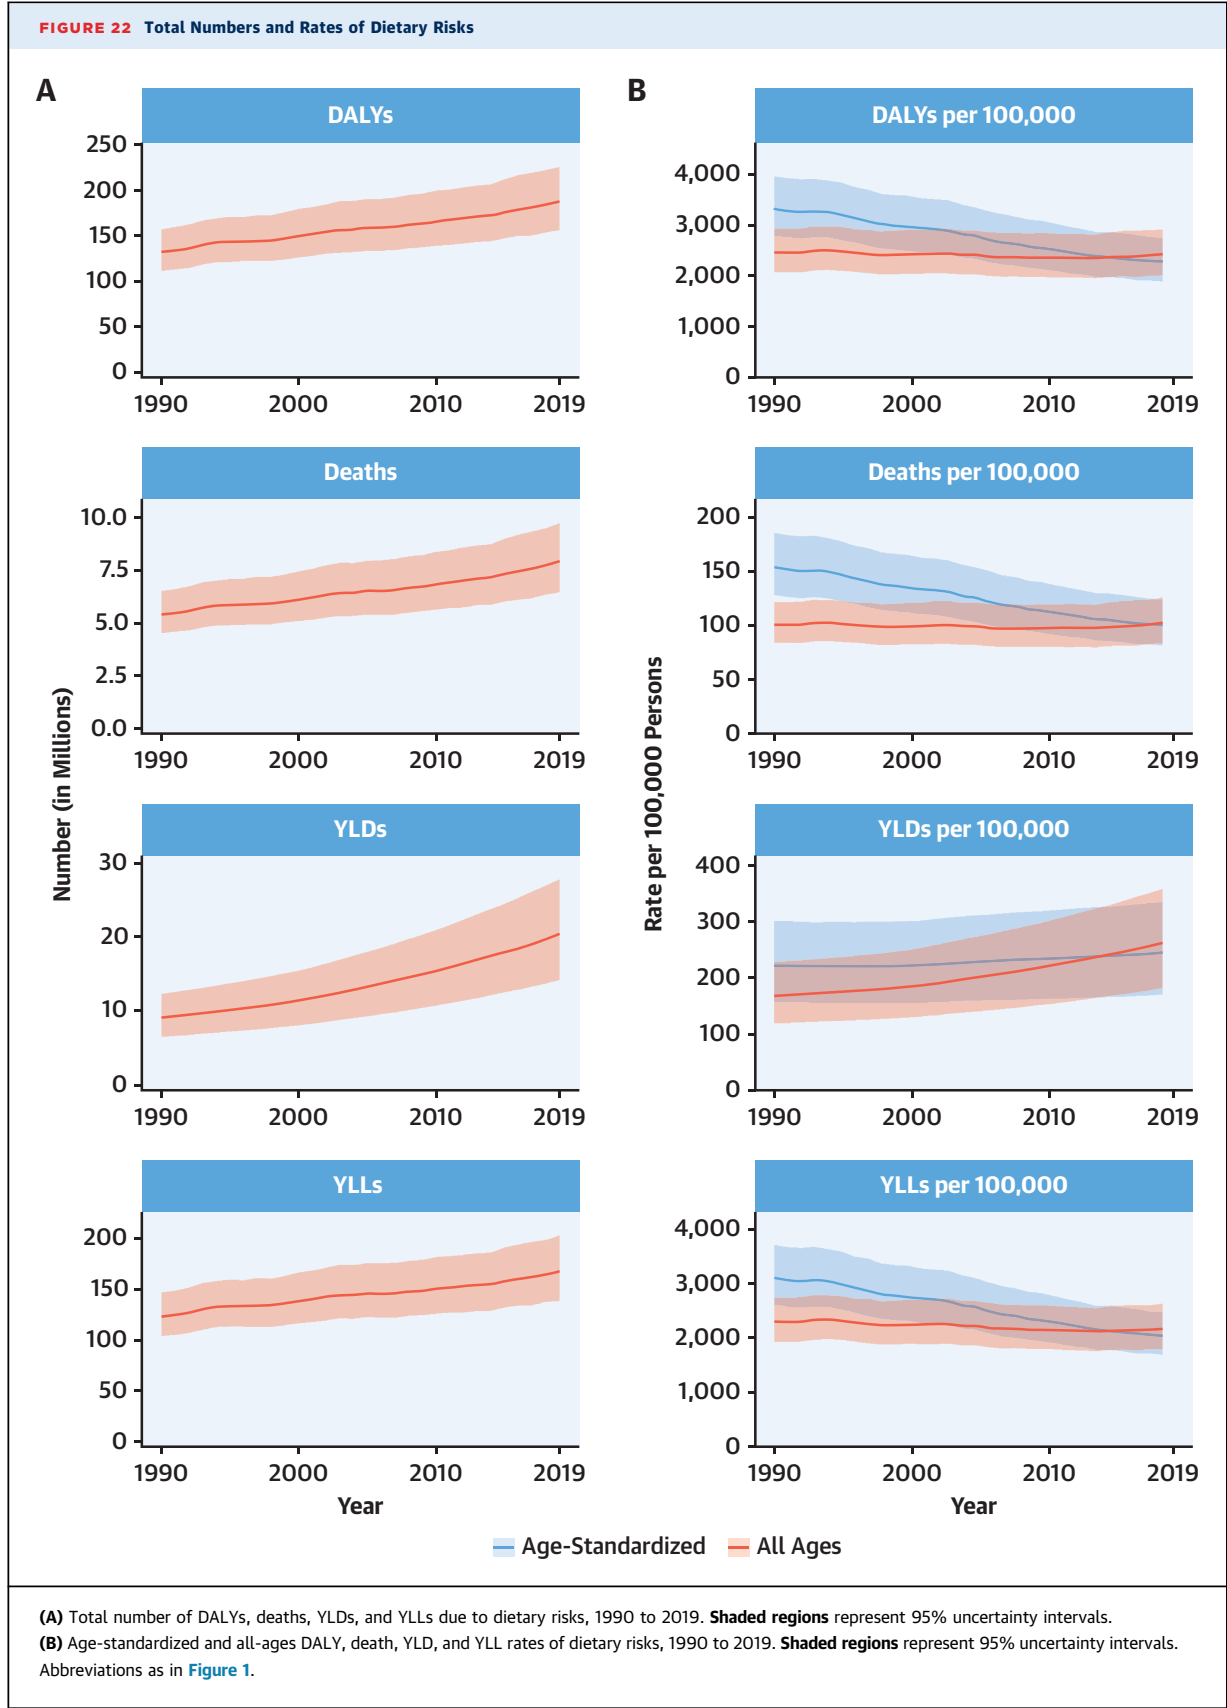 FIGURE 22 Total Numbers and Rates of Dietary Risks
A
B
Number (in Millions)
DALYs
250
200
150
100
50
0
1990 2000 2010 2019
Deaths
10.0
7.5
5.0
2.5
0.0
1990 2000 2010 2019
YLDs
30
20
10
0
1990 2000 2010 2019
YLLs
200
150
100
50
0
1990 2000 2010 2019
Year
Rate per 100,000 Persons
DALYs per 100,000
4,000
3,000
2,000
1,000
0
1990 2000 2010 2019
Deaths per 100,000
200
150
100
50
0
1990 2000 2010 2019
YLDs per 100,000
400
300
200
100
0
1990 2000 2010 2019
YLLs per 100,000
4,000
3,000
2,000
1,000
0
1990 2000 2010 2019
Year
Age-Standardized All Ages
(A) Total number of DALYs, deaths, YLDs, and YLLs due to dietary risks, 1990 to 2019. Shaded regions represent 95% uncertainty intervals.
(B) Age-standardized and all-ages DALY, death, YLD, and YLL rates of dietary risks, 1990 to 2019. Shaded regions represent 95% uncertainty intervals.
Abbreviations as in Figure 1.